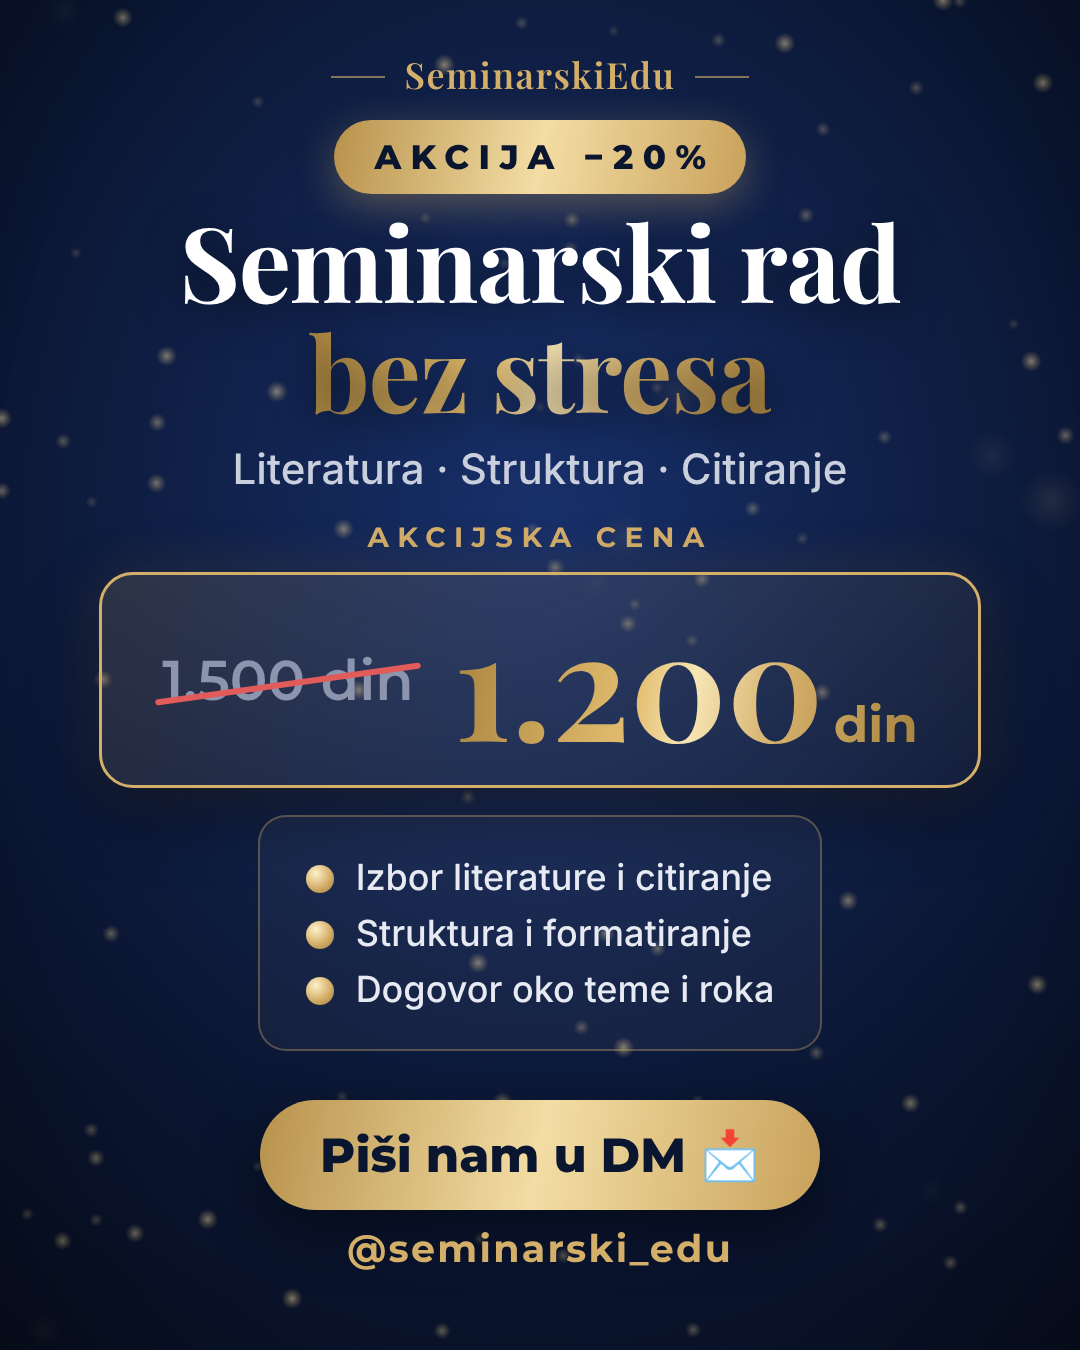 SeminarskiEdu
AKCIJA −20%
Seminarski rad
bez stresa
Literatura · Struktura · Citiranje
AKCIJSKA CENA
1.500 din 1.200 din
Izbor literature i citiranje
Struktura i formatiranje
Dogovor oko teme i roka
Piši nam u DM 📩
@seminarski_edu